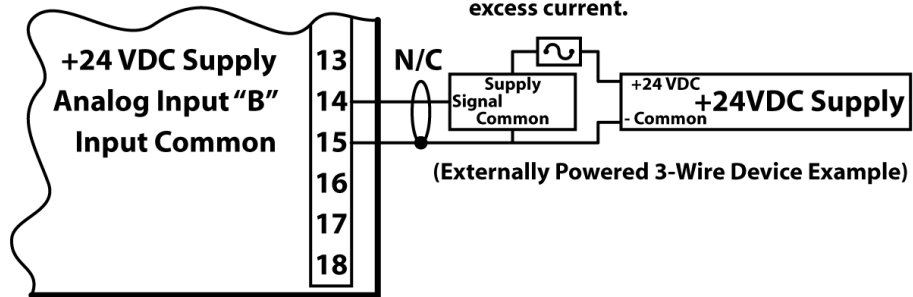 excess current.
+24 VDC Supply 13 N/C
Analog Input “B” 14
Input Common 15
16
17
18
Supply
Signal
Common
+24 VDC
+24VDC Supply
- Common
(Externally Powered 3-Wire Device Example)